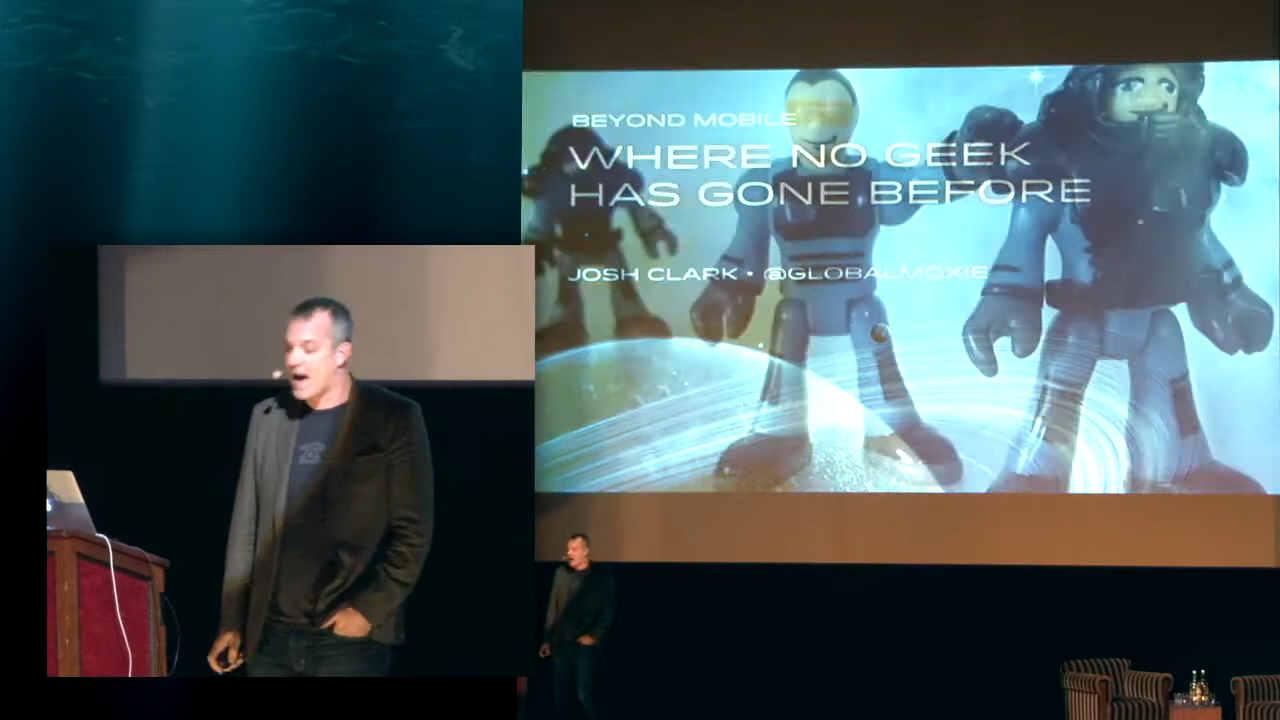 BEYOND MOBILE
WHERE NO GEEK
HAS GONE BEFORE
JOSH CLARK • @GLOBALMOXIE